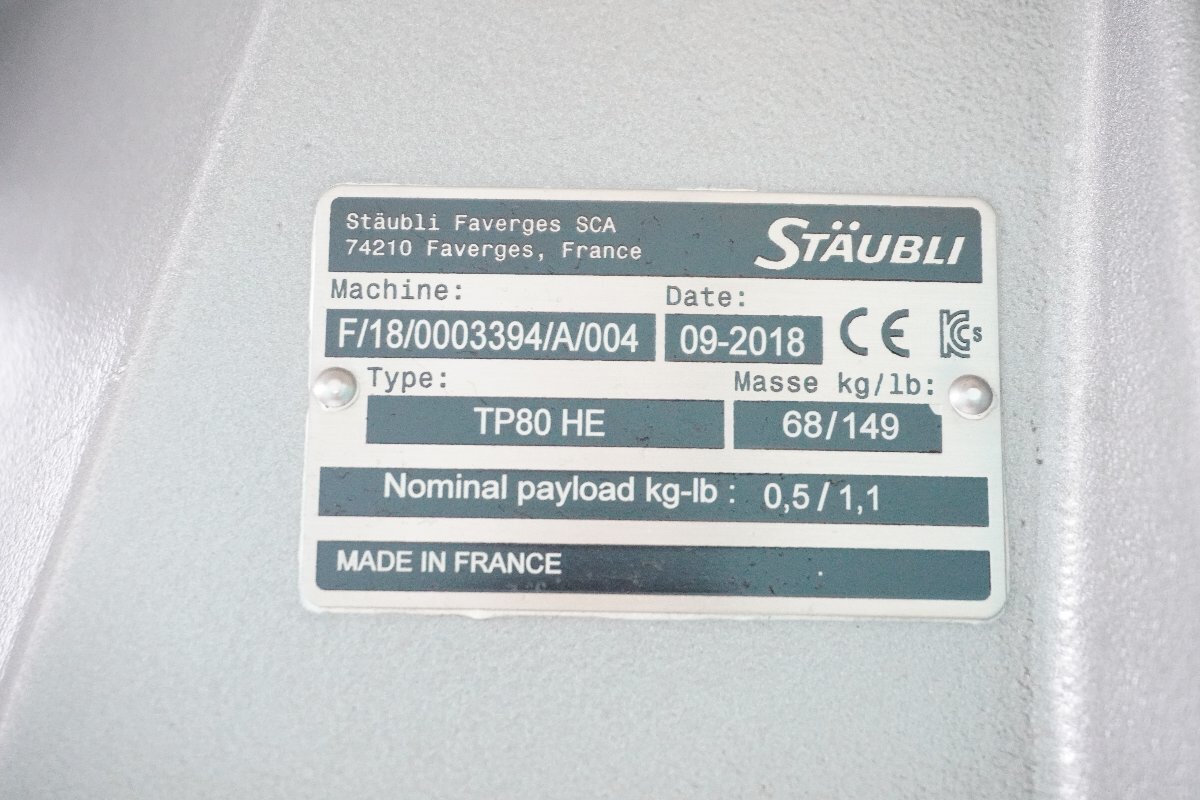 Stäubli Faverges SCA
74210 Faverges, France
STÄUBLI
Machine:
Date:
F/18/0003394/A/004
09-2018
CE
KCs
Type:
Masse kg/lb:
TP80 HE
68/149
Nominal payload kg-lb : 0,5 / 1,1
MADE IN FRANCE